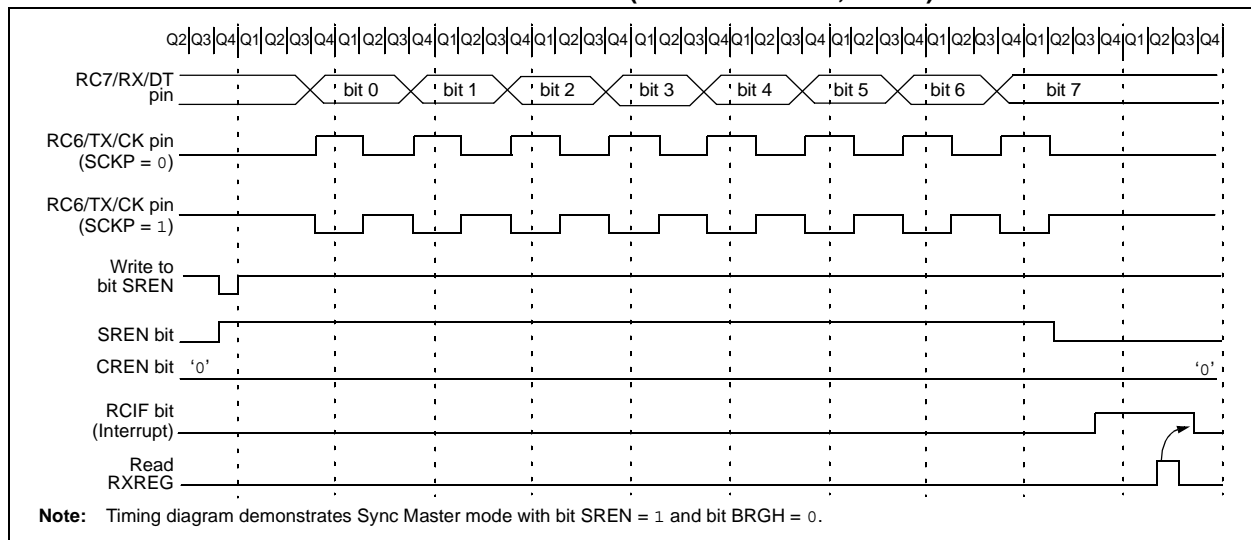 Q2|Q3|Q4|Q1|Q2|Q3|Q4|Q1|Q2|Q3|Q4|Q1|Q2|Q3|Q4|Q1|Q2|Q3|Q4|Q1|Q2|Q3|Q4|Q1|Q2|Q3|Q4|Q1|Q2|Q3|Q4|Q1|Q2|Q3|Q4|Q1|Q2|Q3|Q4|Q1|Q2|Q3|Q4
RC7/RX/DT
pin
bit 0 bit 1 bit 2 bit 3 bit 4 bit 5 bit 6 bit 7
RC6/TX/CK pin
(SCKP = 0)
RC6/TX/CK pin
(SCKP = 1)
Write to
bit SREN
SREN bit
CREN bit ‘0’ ‘0’
RCIF bit
(Interrupt)
Read
RXREG
Note: Timing diagram demonstrates Sync Master mode with bit SREN = 1 and bit BRGH = 0.